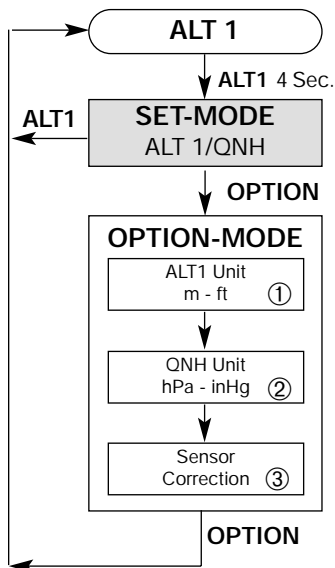 ALT 1
ALT1 4 Sec.
ALT1
SET-MODE
ALT 1/QNH
OPTION
OPTION-MODE
ALT1 Unit
m - ft ①
QNH Unit
hPa - inHg ②
Sensor
Correction ③
OPTION